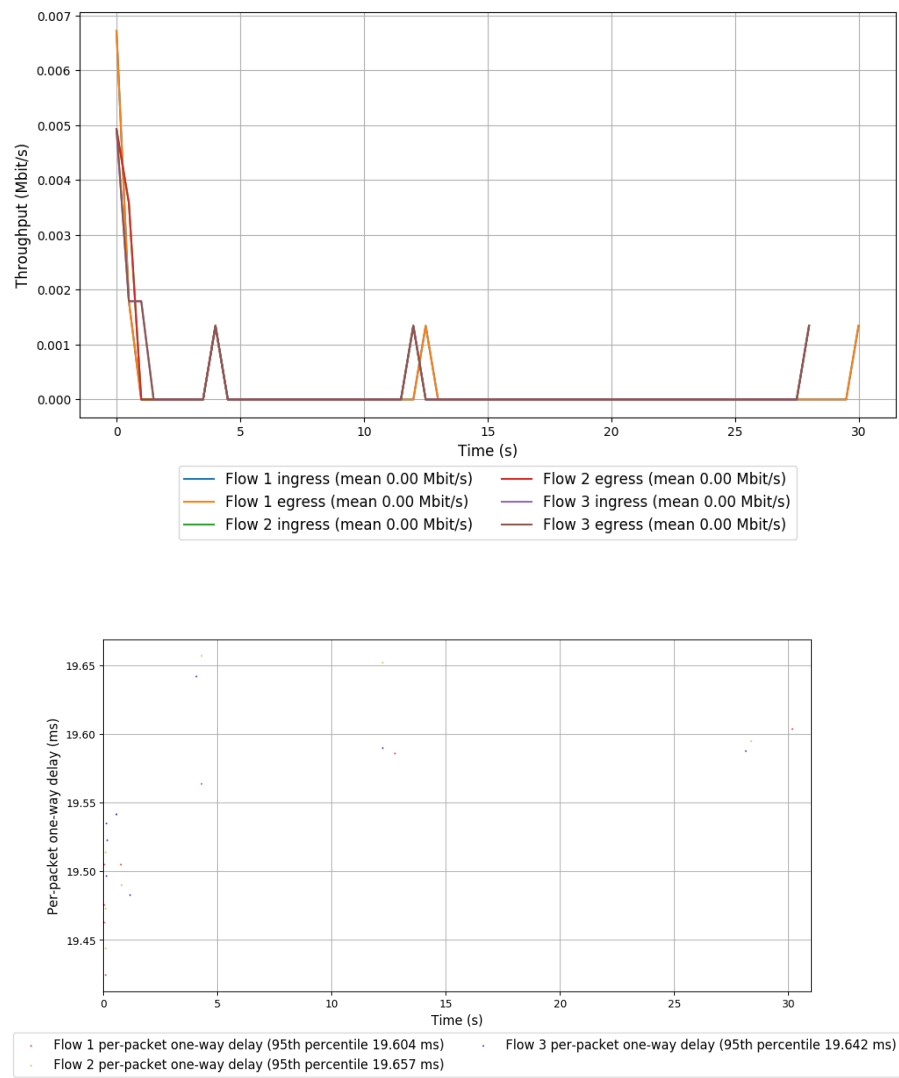 0.007
0.006
0.005
0.004
0.003
0.002
0.001
0.000
Throughput (Mbit/s)
0 5 10 15 20 25 30
Time (s)
Flow 1 ingress (mean 0.00 Mbit/s) Flow 2 egress (mean 0.00 Mbit/s)
Flow 1 egress (mean 0.00 Mbit/s) Flow 3 ingress (mean 0.00 Mbit/s)
Flow 2 ingress (mean 0.00 Mbit/s) Flow 3 egress (mean 0.00 Mbit/s)
19.65
19.60
19.55
19.50
19.45
Per-packet one-way delay (ms)
0 5 10 15 20 25 30
Time (s)
Flow 1 per-packet one-way delay (95th percentile 19.604 ms) Flow 3 per-packet one-way delay (95th percentile 19.642 ms)
Flow 2 per-packet one-way delay (95th percentile 19.657 ms)